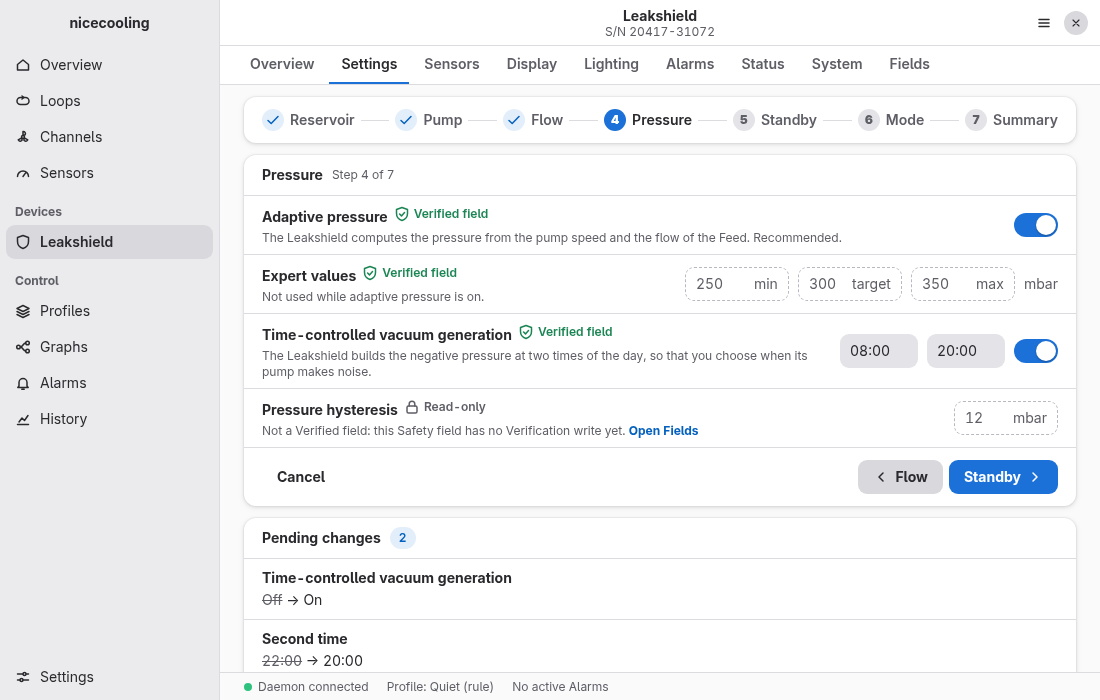 nicecooling
Overview
Loops
Channels
Sensors
Devices
Leakshield
Control
Profiles
Graphs
Alarms
History
Settings
Leakshield
S/N 20417-31072
Overview Settings Sensors Display Lighting Alarms Status System Fields
Reservoir Pump Flow 4 Pressure 5 Standby 6 Mode 7 Summary
Pressure Step 4 of 7
Adaptive pressure Verified field
The Leakshield computes the pressure from the pump speed and the flow of the Feed. Recommended.
Expert values Verified field
Not used while adaptive pressure is on.
250 min 300 target 350 max mbar
Time-controlled vacuum generation Verified field
The Leakshield builds the negative pressure at two times of the day, so that you choose when its
pump makes noise.
08:00 20:00
Pressure hysteresis Read-only
Not a Verified field: this Safety field has no Verification write yet. Open Fields
12 mbar
Cancel Flow Standby
Pending changes 2
Time-controlled vacuum generation
Off → On
Second time
22:00 → 20:00
Daemon connected Profile: Quiet (rule) No active Alarms